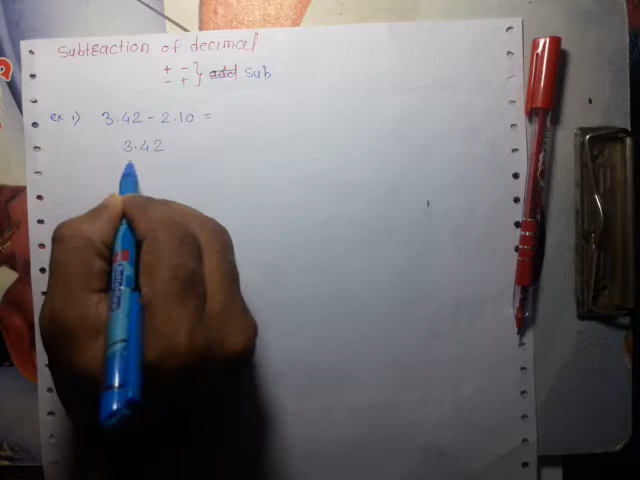 Subtraction of decimal
+ - } Sub
- +
ex 1) 3.42 - 2.10 =
3.42